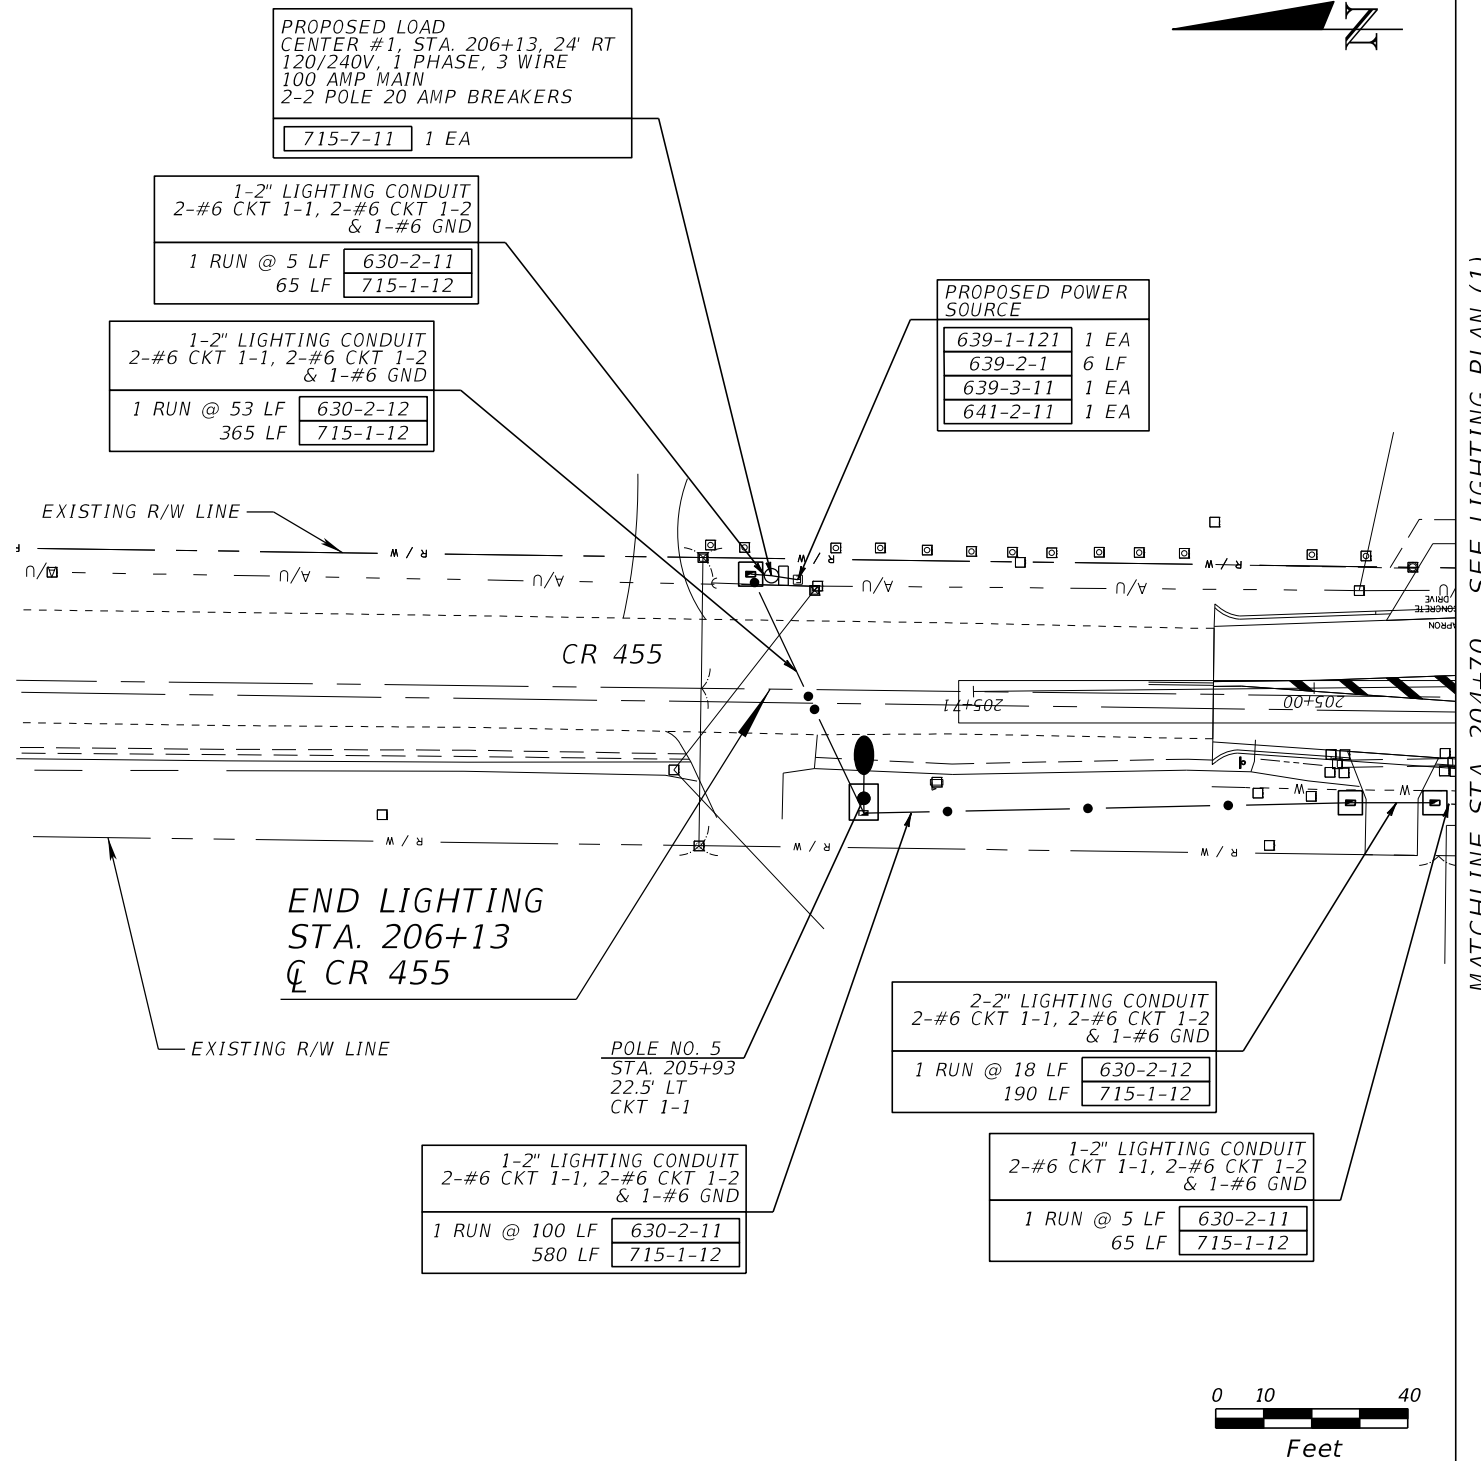 PROPOSED LOAD
CENTER #1, STA. 206+13, 24' RT
120/240V, 1 PHASE, 3 WIRE
100 AMP MAIN
2-2 POLE 20 AMP BREAKERS
715-7-11 1 EA
N
1-2" LIGHTING CONDUIT
2-#6 CKT 1-1, 2-#6 CKT 1-2
& 1-#6 GND
1 RUN @ 5 LF 630-2-11
65 LF 715-1-12
1-2" LIGHTING CONDUIT
2-#6 CKT 1-1, 2-#6 CKT 1-2
& 1-#6 GND
1 RUN @ 53 LF 630-2-12
365 LF 715-1-12
PROPOSED POWER
SOURCE
639-1-121 1 EA
639-2-1 6 LF
639-3-11 1 EA
641-2-11 1 EA
EXISTING R/W LINE
R/W
R/W
R/W
A/U
A/U
A/U
A/U
A/U
CONCRETE
DRIVE
APRON
CR 455
205+71
205+00
W
W
R/W
R/W
R/W
END LIGHTING
STA. 206+13
℄ CR 455
EXISTING R/W LINE
POLE NO. 5
STA. 205+93
22.5' LT
CKT 1-1
2-2" LIGHTING CONDUIT
2-#6 CKT 1-1, 2-#6 CKT 1-2
& 1-#6 GND
1 RUN @ 18 LF 630-2-12
190 LF 715-1-12
1-2" LIGHTING CONDUIT
2-#6 CKT 1-1, 2-#6 CKT 1-2
& 1-#6 GND
1 RUN @ 100 LF 630-2-11
580 LF 715-1-12
1-2" LIGHTING CONDUIT
2-#6 CKT 1-1, 2-#6 CKT 1-2
& 1-#6 GND
1 RUN @ 5 LF 630-2-11
65 LF 715-1-12
MATCHLINE STA. 204+70 SEE LIGHTING PLAN (1)
0 10 40
Feet